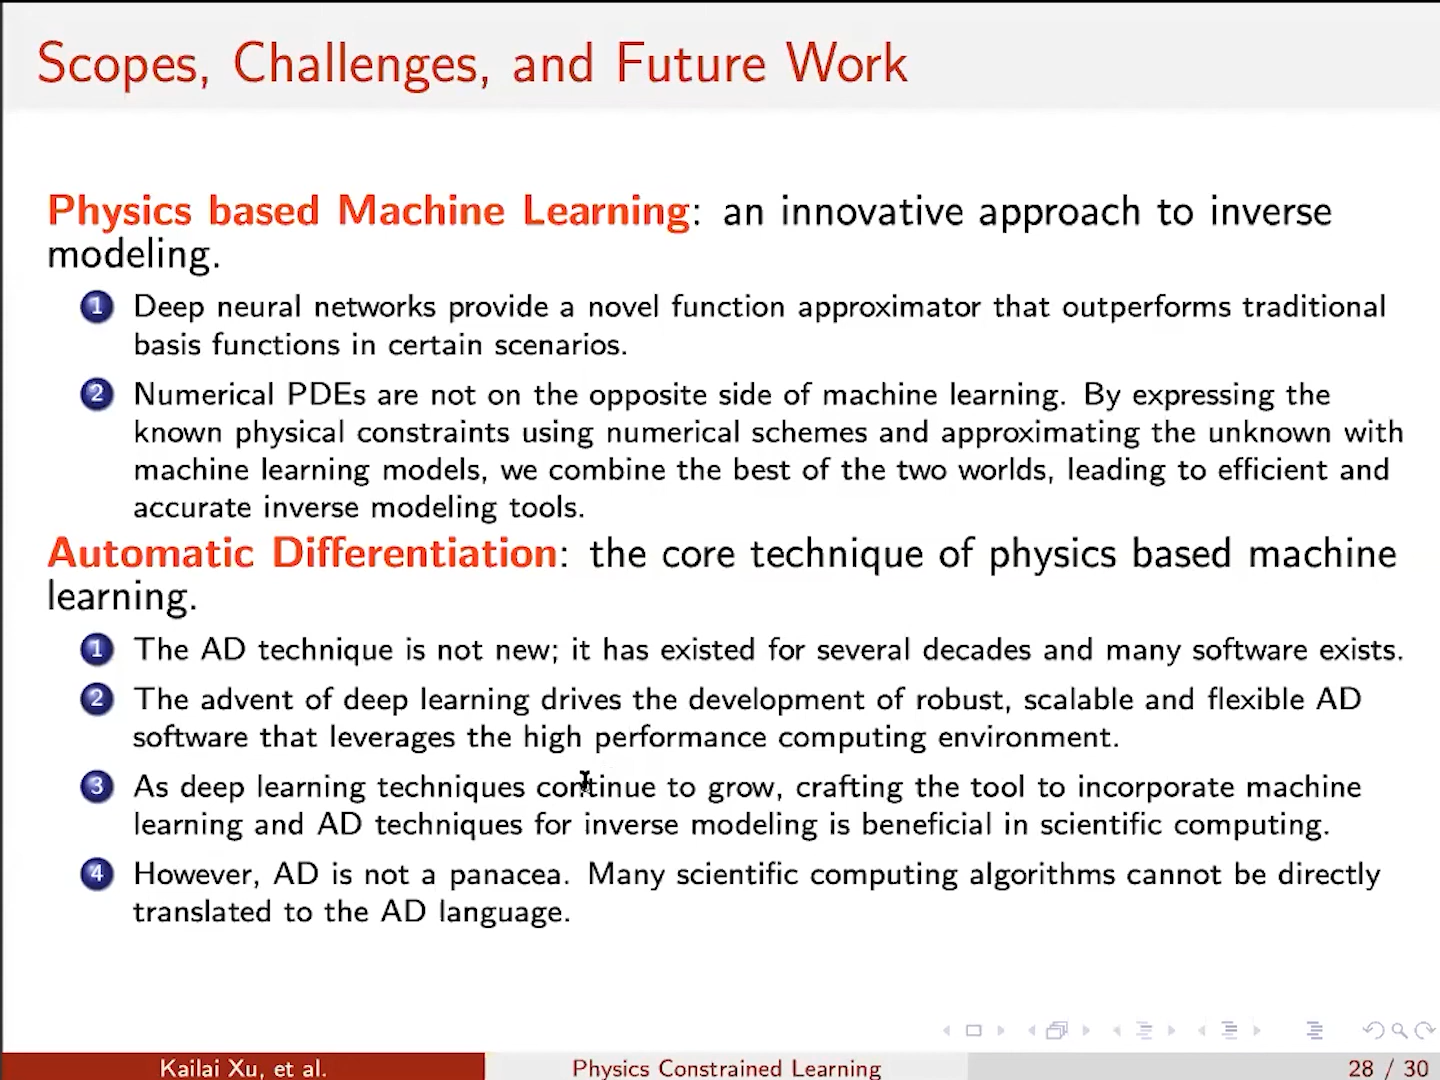 Scopes, Challenges, and Future Work
Physics based Machine Learning: an innovative approach to inverse
modeling.
1 Deep neural networks provide a novel function approximator that outperforms traditional
basis functions in certain scenarios.
2 Numerical PDEs are not on the opposite side of machine learning. By expressing the
known physical constraints using numerical schemes and approximating the unknown with
machine learning models, we combine the best of the two worlds, leading to efficient and
accurate inverse modeling tools.
Automatic Differentiation: the core technique of physics based machine
learning.
1 The AD technique is not new; it has existed for several decades and many software exists.
2 The advent of deep learning drives the development of robust, scalable and flexible AD
software that leverages the high performance computing environment.
3 As deep learning techniques continue to grow, crafting the tool to incorporate machine
learning and AD techniques for inverse modeling is beneficial in scientific computing.
4 However, AD is not a panacea. Many scientific computing algorithms cannot be directly
translated to the AD language.
Kailai Xu, et al. Physics Constrained Learning 28 / 30